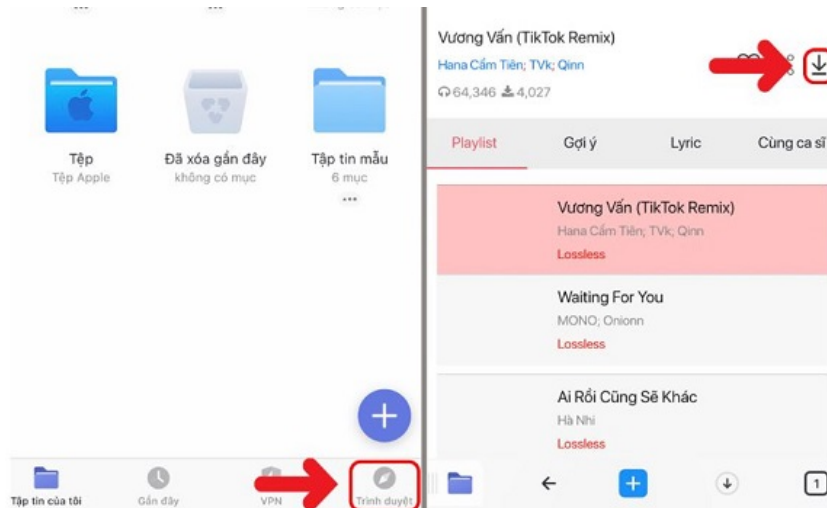 Tệp
Tệp Apple
Đã xóa gần đây
không có mục
Tập tin mẫu
6 mục
Tập tin của tôi
Gần đây
VPN
Trình duyệt
Vương Vấn (TikTok Remix)
Hana Cẩm Tiên; TVk; Qinn
64,346 4,027
Playlist
Gợi ý
Lyric
Cùng ca sĩ
Vương Vấn (TikTok Remix)
Hana Cẩm Tiên; TVk; Qinn
Lossless
Waiting For You
MONO; Onionn
Lossless
Ai Rồi Cũng Sẽ Khác
Hà Nhi
Lossless
1